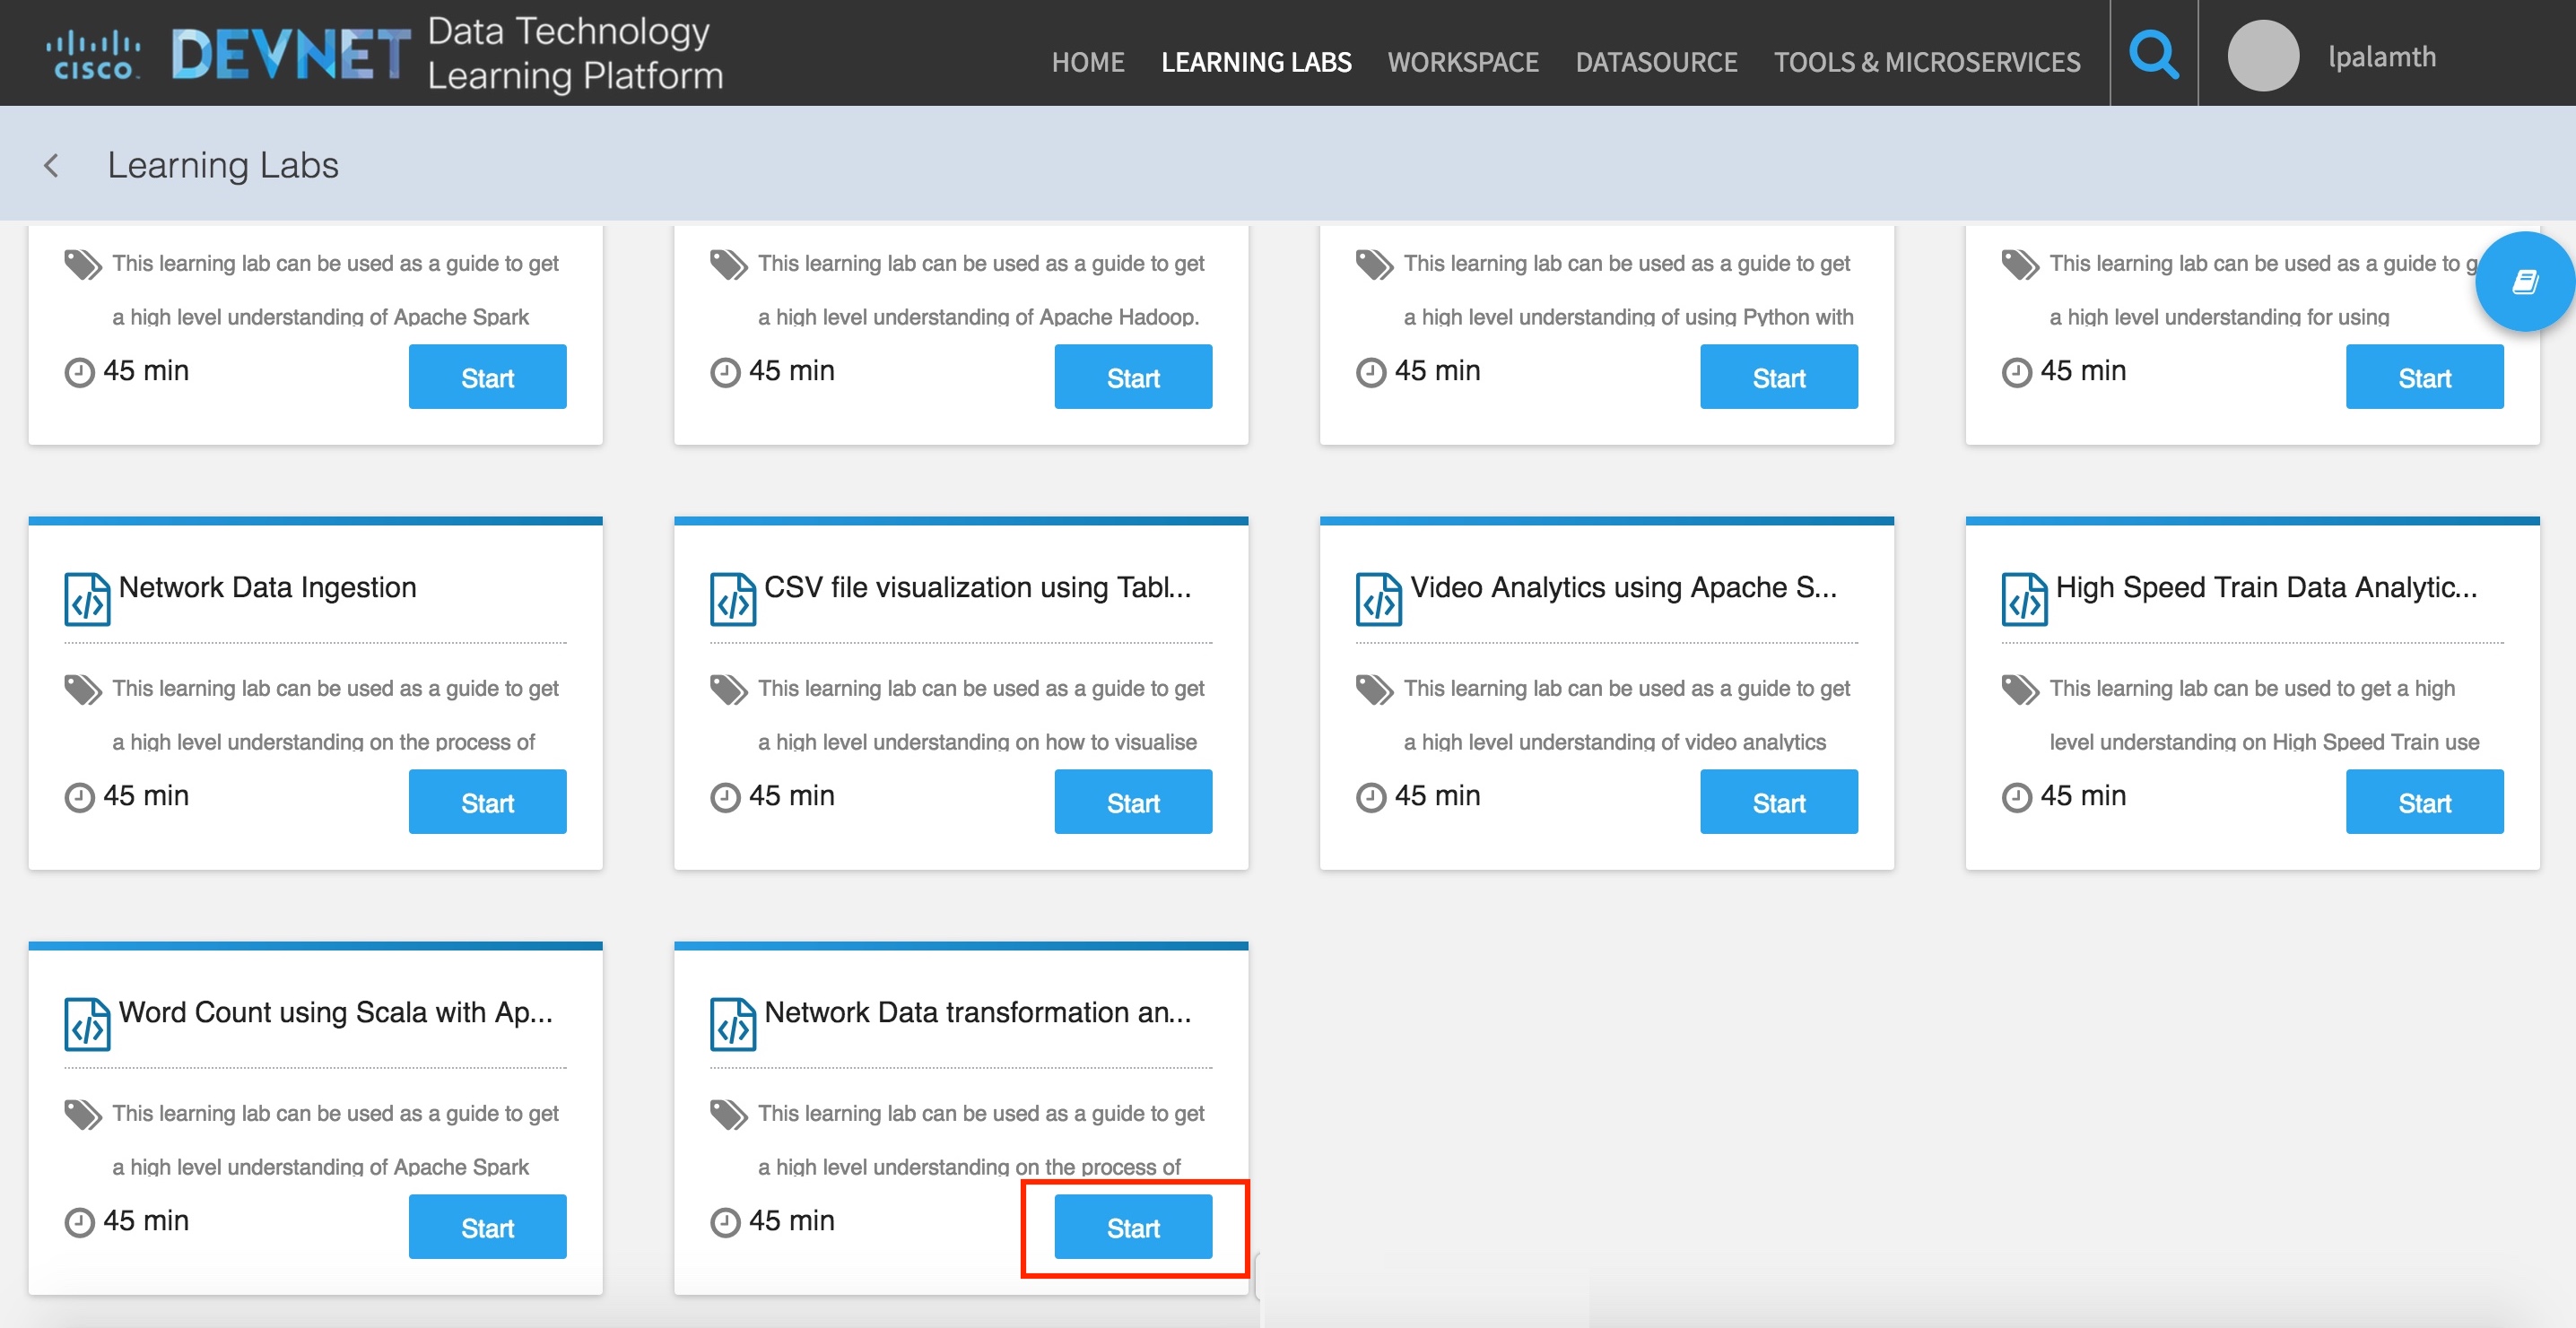 CISCO DEVNET Data Technology
Learning Platform
HOME LEARNING LABS WORKSPACE DATASOURCE TOOLS & MICROSERVICES lpalamth
Learning Labs
This learning lab can be used as a guide to get
a high level understanding of Apache Spark
45 min Start
This learning lab can be used as a guide to get
a high level understanding of Apache Hadoop.
45 min Start
This learning lab can be used as a guide to get
a high level understanding of using Python with
45 min Start
This learning lab can be used as a guide to g
a high level understanding for using
45 min Start
Network Data Ingestion
This learning lab can be used as a guide to get
a high level understanding on the process of
45 min Start
CSV file visualization using Tabl...
This learning lab can be used as a guide to get
a high level understanding on how to visualise
45 min Start
Video Analytics using Apache S...
This learning lab can be used as a guide to get
a high level understanding of video analytics
45 min Start
High Speed Train Data Analytic...
This learning lab can be used to get a high
level understanding on High Speed Train use
45 min Start
Word Count using Scala with Ap...
This learning lab can be used as a guide to get
a high level understanding of Apache Spark
45 min Start
Network Data transformation an...
This learning lab can be used as a guide to get
a high level understanding on the process of
45 min Start